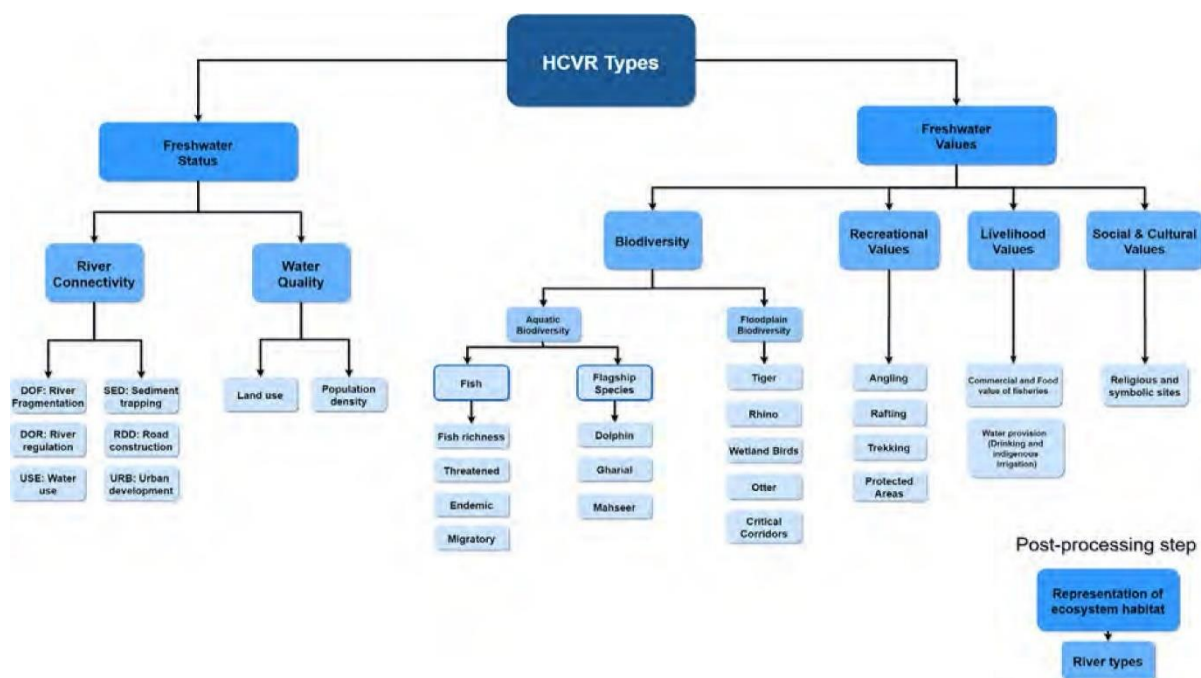 HCVR Types
Freshwater
Status
Freshwater
Values
River
Connectivity
Water
Quality
Biodiversity
Recreational
Values
Livelihood
Values
Social & Cultural
Values
Aquatic
Biodiversity
Floodplain
Biodiversity
DOF: River
Fragmentation
SED: Sediment
trapping
DOR: River
regulation
RDD: Road
construction
USE: Water
use
URB: Urban
development
Land use
Population
density
Fish
Fish richness
Threatened
Endemic
Migratory
Flagship
Species
Dolphin
Gharial
Mahseer
Tiger
Rhino
Wetland Birds
Otter
Critical
Corridors
Angling
Rafting
Trekking
Protected
Areas
Commercial and Food
value of fisheries
Water provision
(Drinking and
indigenous
irrigation)
Religious and
symbolic sites
Post-processing step
Representation of
ecosystem habitat
River types